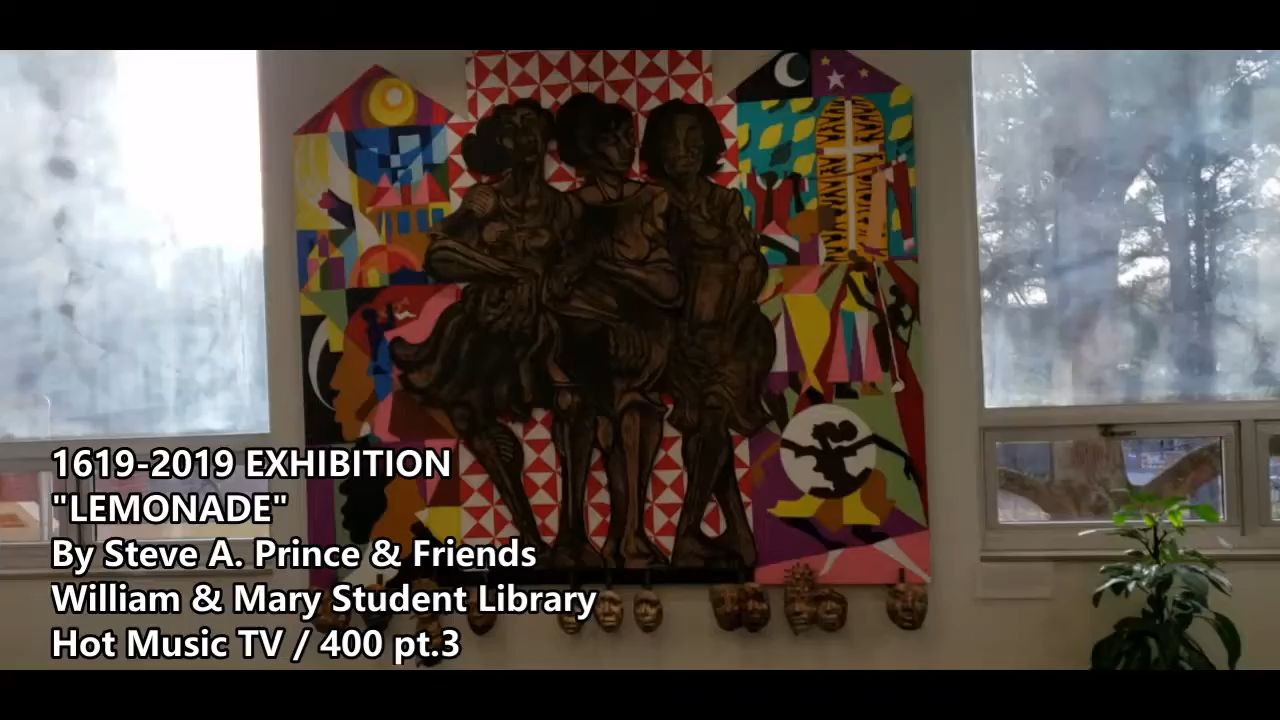 1619-2019 EXHIBITION
"LEMONADE"
By Steve A. Prince & Friends
William & Mary Student Library
Hot Music TV / 400 pt.3